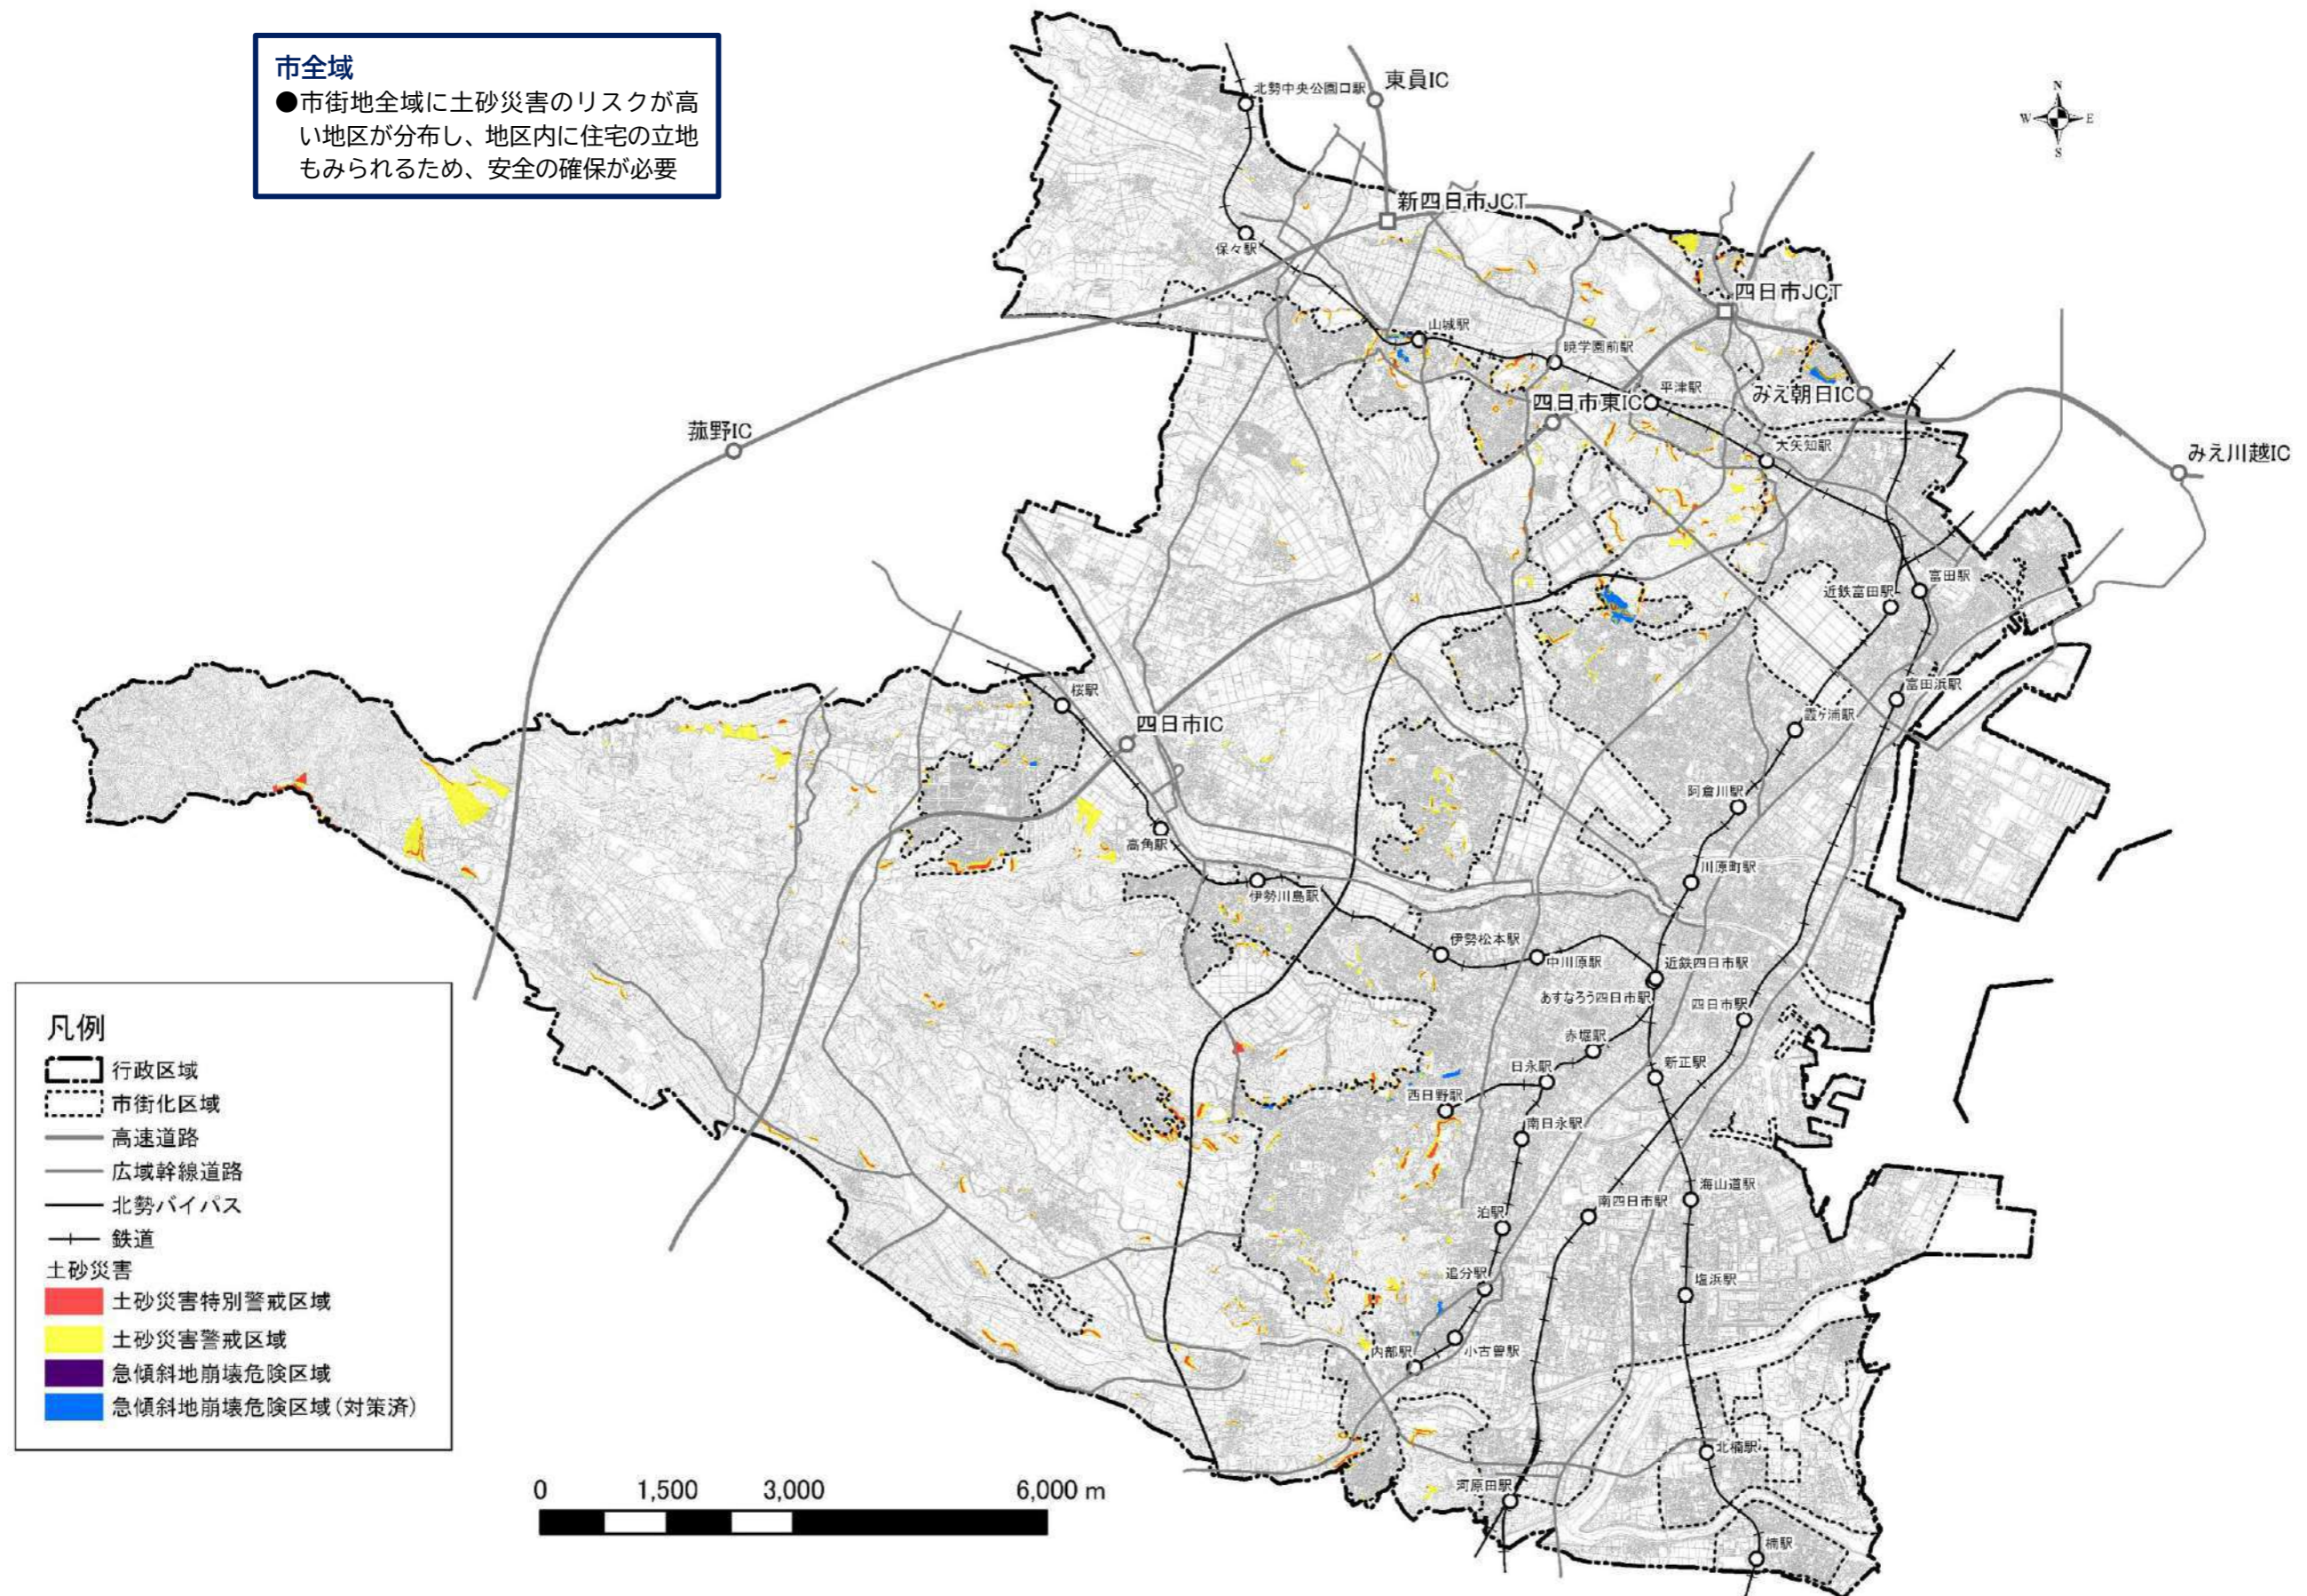 市全域
●市街地全域に土砂災害のリスクが高
い地区が分布し、地区内に住宅の立地
もみられるため、安全の確保が必要
北勢中央公園口駅
東員IC
N
W
E
S
新四日市JCT
保々駅
四日市JCT
山城駅
暁学園前駅
平津駅
みえ朝日IC
四日市東IC
菰野IC
大矢知駅
みえ川越IC
富田駅
近鉄富田駅
桜駅
富田浜駅
四日市IC
霞ヶ浦駅
阿倉川駅
高角駅
川原町駅
伊勢川島駅
伊勢松本駅
中川原駅
近鉄四日市駅
あすなろう四日市駅
四日市駅
赤堀駅
新正駅
日永駅
西日野駅
南日永駅
海山道駅
南四日市駅
泊駅
追分駅
塩浜駅
内部駅
小古曽駅
北楠駅
河原田駅
楠駅
凡例
行政区域
市街化区域
高速道路
広域幹線道路
北勢バイパス
鉄道
土砂災害
土砂災害特別警戒区域
土砂災害警戒区域
急傾斜地崩壊危険区域
急傾斜地崩壊危険区域(対策済)
0 1,500 3,000 6,000 m